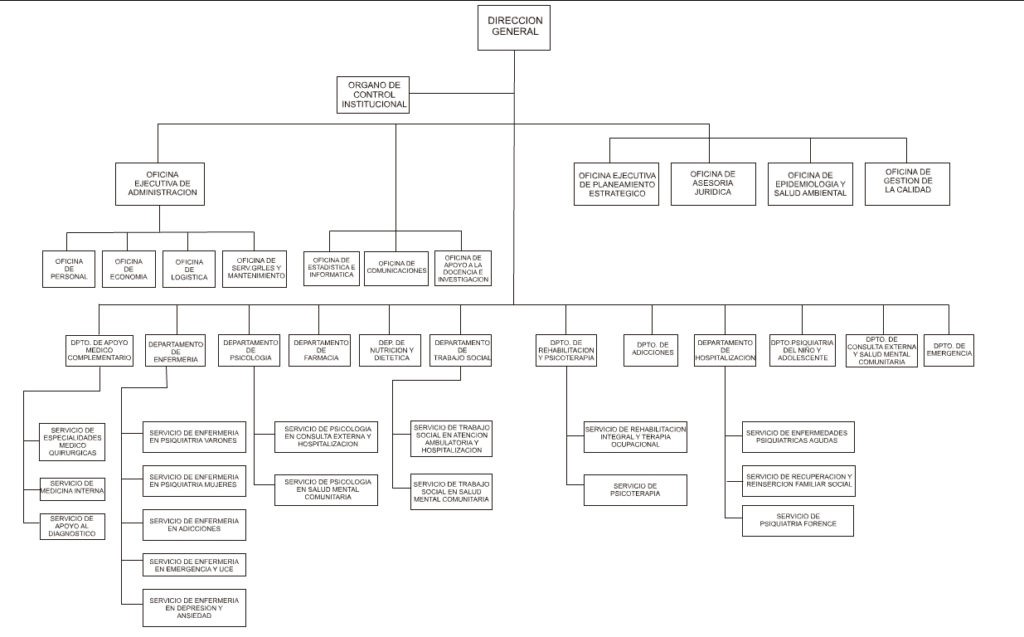 DIRECCION
GENERAL
ORGANO DE
CONTROL
INSTITUCIONAL
OFICINA
EJECUTIVA DE
ADMINISTRACION
OFICINA EJECUTIVA
DE PLANEAMIENTO
ESTRATEGICO
OFICINA DE
ASESORIA
JURIDICA
OFICINA DE
EPIDEMIOLOGIA Y
SALUD AMBIENTAL
OFICINA DE
GESTION DE
LA CALIDAD
OFICINA
DE
PERSONAL
OFICINA
DE
ECONOMIA
OFICINA
DE
LOGISTICA
OFICINA DE
SERV.GRLES Y
MANTENIMIENTO
OFICINA DE
ESTADISTICA E
INFORMATICA
OFICINA DE
COMUNICACIONES
OFICINA DE
APOYO A LA
DOCENCIA E
INVESTIGACION
DPTO. DE APOYO
MEDICO
COMPLEMENTARIO
DEPARTAMENTO
DE
ENFERMERIA
DEPARTAMENTO
DE
PSICOLOGIA
DEPARTAMENTO
DE
FARMACIA
DEP. DE
NUTRICION Y
DIETETICA
DEPARTAMENTO
DE
TRABAJO SOCIAL
DPTO. DE
REHABILITACION
Y PSICOTERAPIA
DPTO. DE
ADICCIONES
DEPARTAMENTO
DE
HOSPITALIZACION
DPTO.PSIQUIATRIA
DEL NIÑO Y
ADOLESCENTE
DPTO. DE
CONSULTA EXTERNA
Y SALUD MENTAL
COMUNITARIA
DPTO. DE
EMERGENCIA
SERVICIO DE
ESPECIALIDADES
MEDICO
QUIRURGICAS
SERVICIO DE
MEDICINA INTERNA
SERVICIO DE
APOYO AL
DIAGNOSTICO
SERVICIO DE ENFERMERIA
EN PSIQUIATRIA VARONES
SERVICIO DE ENFERMERIA
EN PSIQUIATRIA MUJERES
SERVICIO DE ENFERMERIA
EN ADICCIONES
SERVICIO DE ENFERMERIA
EN EMERGENCIA Y UCE
SERVICIO DE ENFERMERIA
EN DEPRESION Y
ANSIEDAD
SERVICIO DE PSICOLOGIA
EN CONSULTA EXTERNA Y
HOSPITALIZACION
SERVICIO DE PSICOLOGIA
EN SALUD MENTAL
COMUNITARIA
SERVICIO DE TRABAJO
SOCIAL EN ATENCION
AMBULATORIA Y
HOSPITALIZACION
SERVICIO DE TRABAJO
SOCIAL EN SALUD
MENTAL COMUNITARIA
SERVICIO DE REHABILITACION
INTEGRAL Y TERAPIA
OCUPACIONAL
SERVICIO DE
PSICOTERAPIA
SERVICIO DE ENFERMEDADES
PSIQUIATRICAS AGUDAS
SERVICIO DE RECUPERACION Y
REINSERCION FAMILIAR SOCIAL
SERVICIO DE
PSIQUIATRIA FORENCE